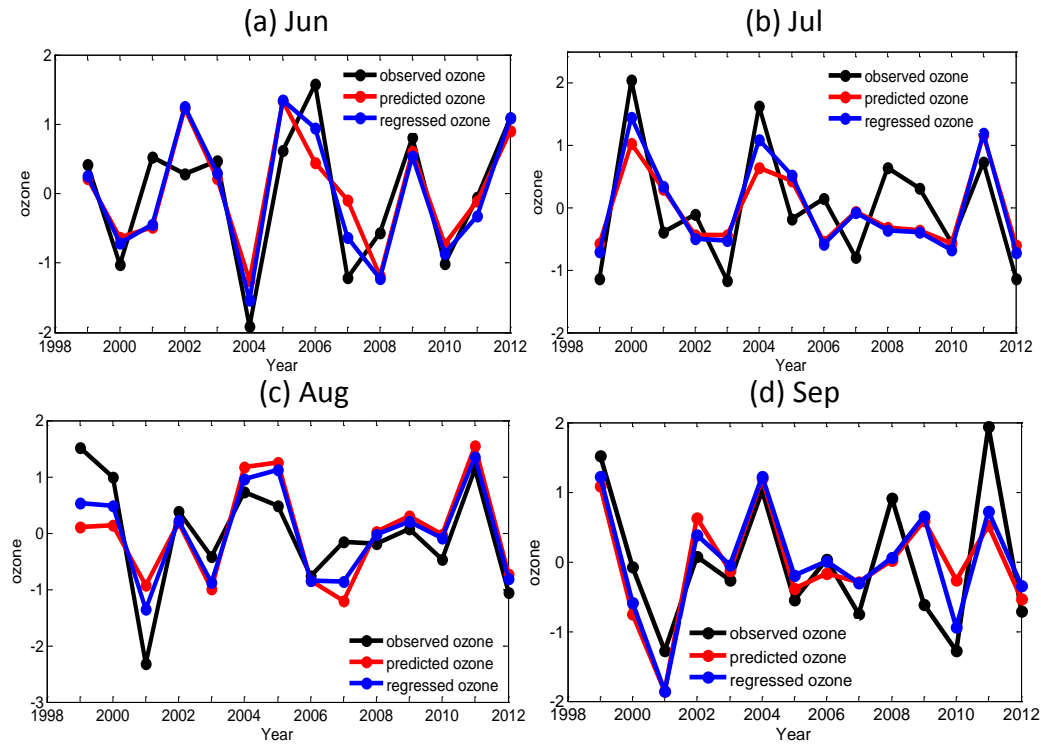 (a) Jun
2
1
0
-1
-2
ozone
observed ozone
predicted ozone
regressed ozone
1998 2000 2002 2004 2006 2008 2010 2012
Year
(b) Jul
2
1
0
-1
-2
ozone
observed ozone
predicted ozone
regressed ozone
1998 2000 2002 2004 2006 2008 2010 2012
Year
(c) Aug
2
1
0
-1
-2
-3
ozone
observed ozone
predicted ozone
regressed ozone
1998 2000 2002 2004 2006 2008 2010 2012
Year
(d) Sep
2
1
0
-1
-2
ozone
observed ozone
predicted ozone
regressed ozone
1998 2000 2002 2004 2006 2008 2010 2012
Year